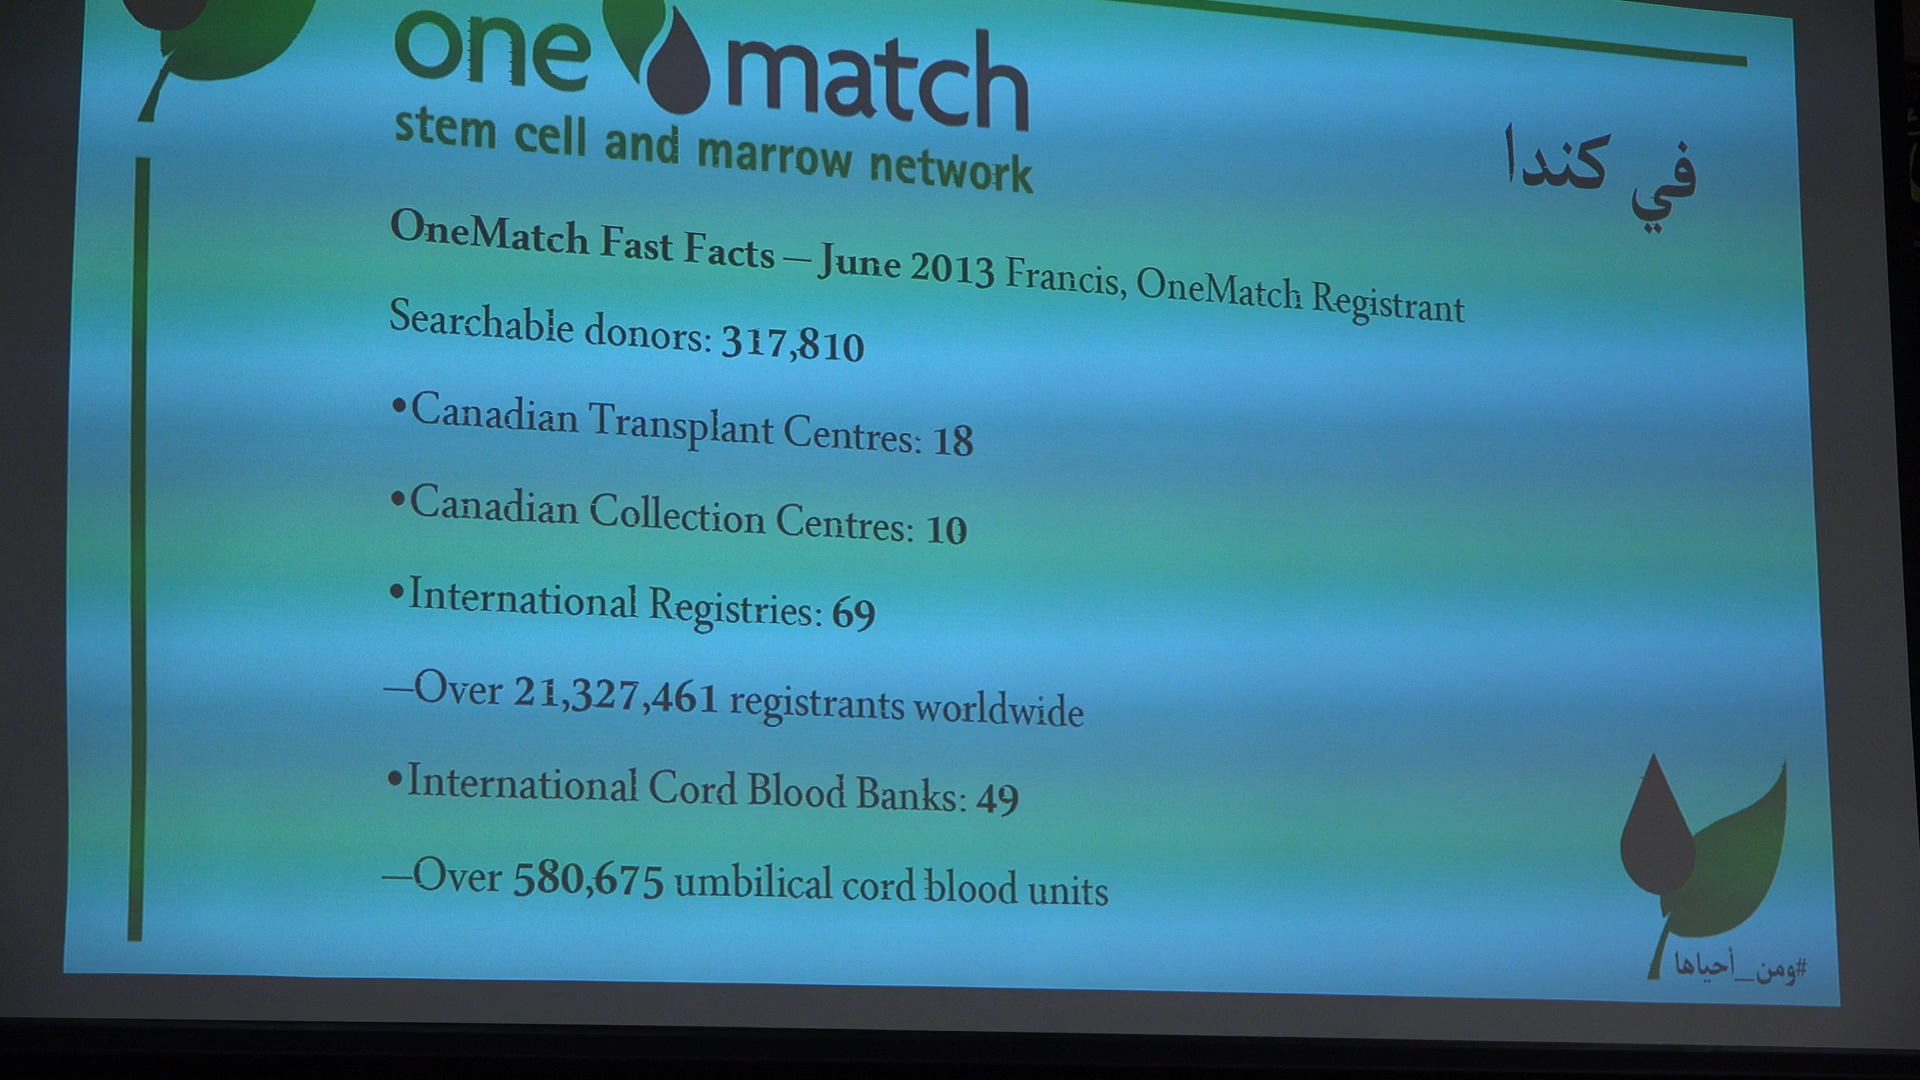 one match
stem cell and marrow network
في كندا
OneMatch Fast Facts – June 2013 Francis, OneMatch Registrant
Searchable donors: 317,810
•Canadian Transplant Centres: 18
•Canadian Collection Centres: 10
•International Registries: 69
–Over 21,327,461 registrants worldwide
•International Cord Blood Banks: 49
–Over 580,675 umbilical cord blood units
#ومن_أحياها